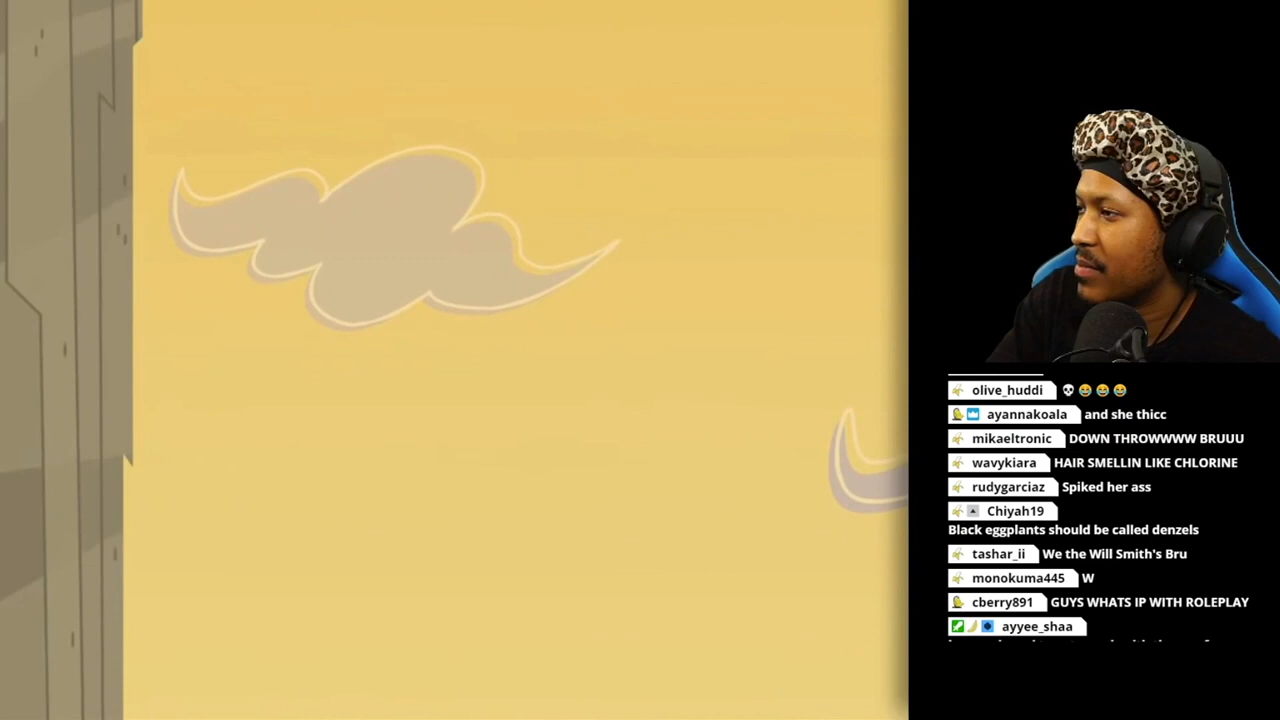 olive_huddi 💀😂😂😂
ayannakoala and she thicc
mikaeltronic DOWN THROWWWW BRUUU
wavykiara HAIR SMELLIN LIKE CHLORINE
rudygarciaz Spiked her ass
Chiyah19
Black eggplants should be called denzels
tashar_ii We the Will Smith's Bru
monokuma445 W
cberry891 GUYS WHATS IP WITH ROLEPLAY
ayyee_shaa